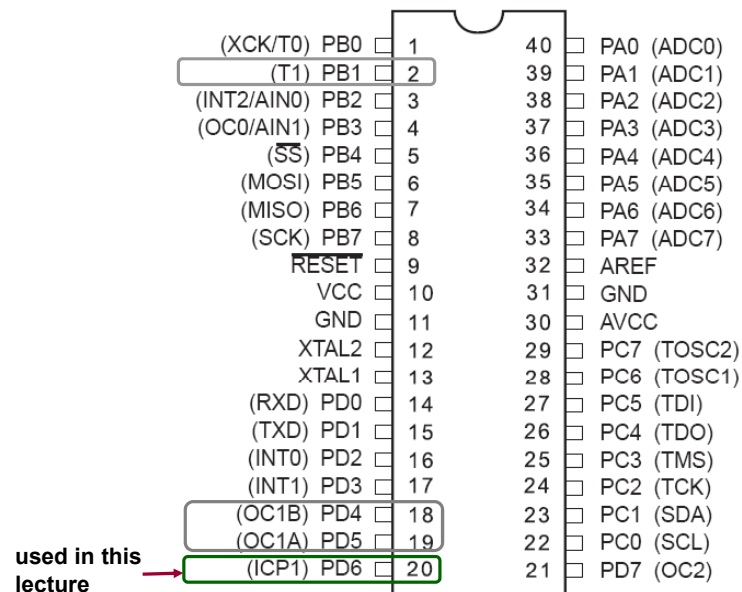 (XCK/T0) PB0 1 40 PA0 (ADC0)
(T1) PB1 2 39 PA1 (ADC1)
(INT2/AIN0) PB2 3 38 PA2 (ADC2)
(OC0/AIN1) PB3 4 37 PA3 (ADC3)
(S̅S̅) PB4 5 36 PA4 (ADC4)
(MOSI) PB5 6 35 PA5 (ADC5)
(MISO) PB6 7 34 PA6 (ADC6)
(SCK) PB7 8 33 PA7 (ADC7)
R̅E̅S̅E̅T̅ 9 32 AREF
VCC 10 31 GND
GND 11 30 AVCC
XTAL2 12 29 PC7 (TOSC2)
XTAL1 13 28 PC6 (TOSC1)
(RXD) PD0 14 27 PC5 (TDI)
(TXD) PD1 15 26 PC4 (TDO)
(INT0) PD2 16 25 PC3 (TMS)
(INT1) PD3 17 24 PC2 (TCK)
(OC1B) PD4 18 23 PC1 (SDA)
(OC1A) PD5 19 22 PC0 (SCL)
(ICP1) PD6 20 21 PD7 (OC2)
used in this
lecture